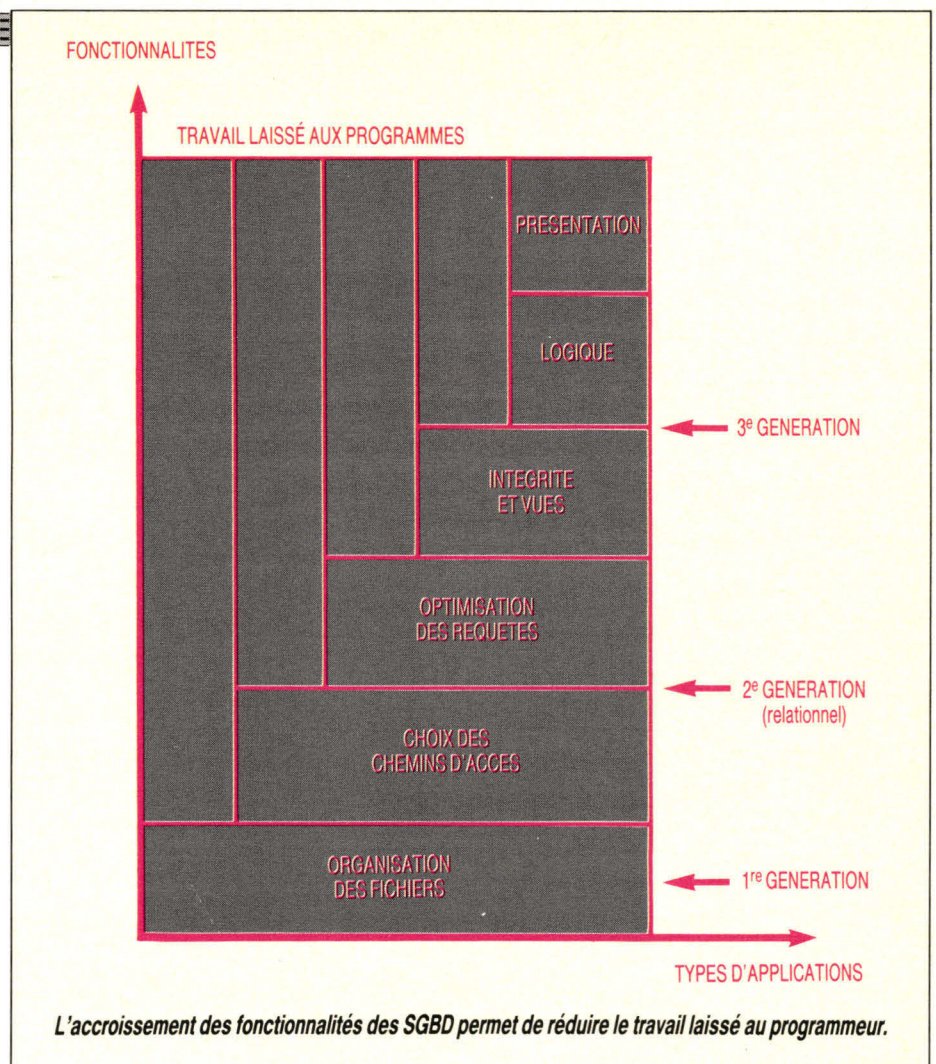 FONCTIONNALITES
TRAVAIL LAISSÉ AUX PROGRAMMES
PRESENTATION
LOGIQUE
3e GENERATION
INTEGRITE
ET VUES
OPTIMISATION
DES REQUETES
2e GENERATION
(relationnel)
CHOIX DES
CHEMINS D'ACCES
ORGANISATION
DES FICHIERS
1re GENERATION
TYPES D'APPLICATIONS
L'accroissement des fonctionnalités des SGBD permet de réduire le travail laissé au programmeur.